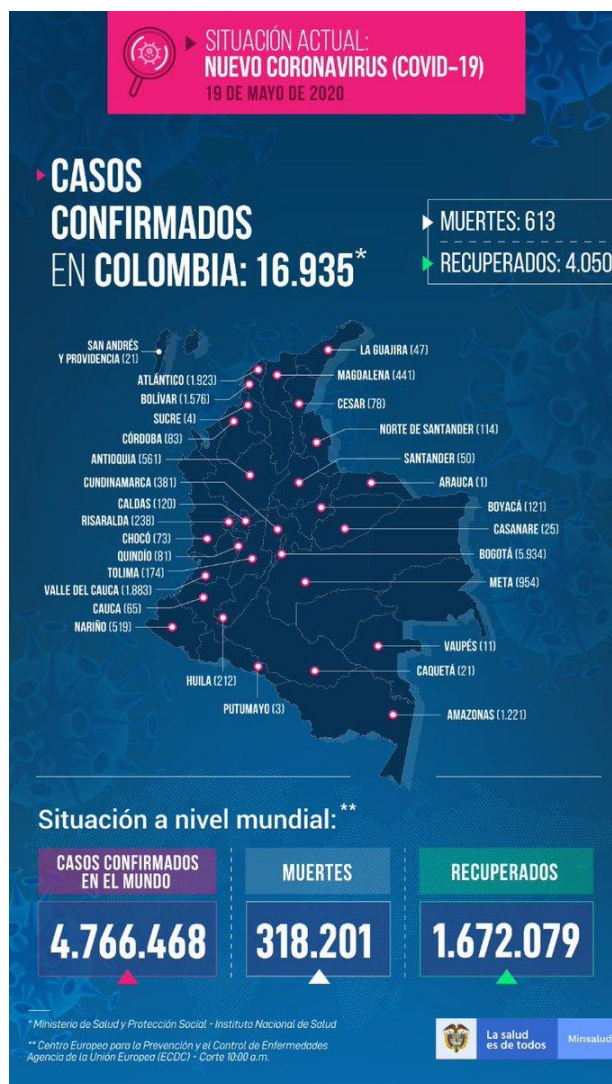 SITUACIÓN ACTUAL:
NUEVO CORONAVIRUS (COVID-19)
19 DE MAYO DE 2020
CASOS
CONFIRMADOS
EN COLOMBIA: 16.935*
MUERTES: 613
RECUPERADOS: 4.050
SAN ANDRÉS
Y PROVIDENCIA (21)
LA GUAJIRA (47)
ATLÁNTICO (1.923)
MAGDALENA (441)
BOLÍVAR (1.576)
CESAR (78)
SUCRE (4)
NORTE DE SANTANDER (114)
CÓRDOBA (83)
ANTIOQUIA (561)
SANTANDER (50)
CUNDINAMARCA (381)
ARAUCA (1)
CALDAS (120)
BOYACÁ (121)
RISARALDA (238)
CASANARE (25)
CHOCÓ (73)
QUINDÍO (81)
BOGOTÁ (5.934)
TOLIMA (174)
META (954)
VALLE DEL CAUCA (1.883)
CAUCA (65)
NARIÑO (519)
VAUPÉS (11)
HUILA (212)
CAQUETÁ (21)
PUTUMAYO (3)
AMAZONAS (1.221)
Situación a nivel mundial:**
CASOS CONFIRMADOS
EN EL MUNDO
4.766.468
MUERTES
318.201
RECUPERADOS
1.672.079
* Ministerio de Salud y Protección Social - Instituto Nacional de Salud
** Centro Europeo para la Prevención y el Control de Enfermedades
Agencia de la Unión Europea (ECDC) - Corte 10:00 a.m.
La salud
es de todos
Minsalud